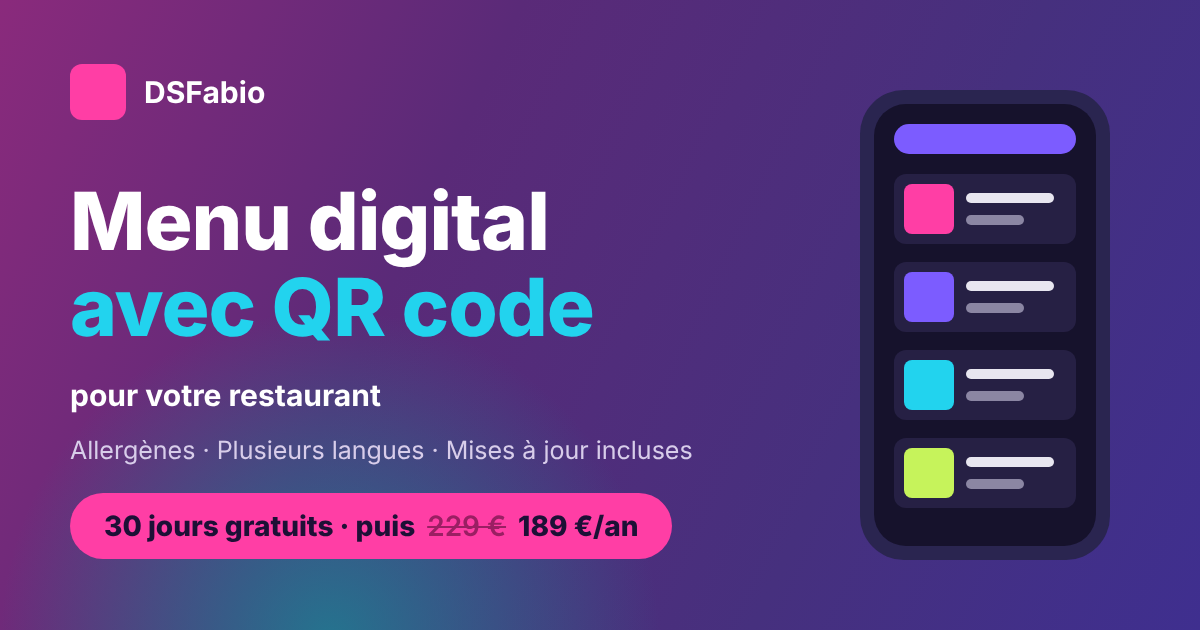 DSFabio
Menu digital
avec QR code
pour votre restaurant
Allergènes · Plusieurs langues · Mises à jour incluses
30 jours gratuits · puis 229 € 189 €/an